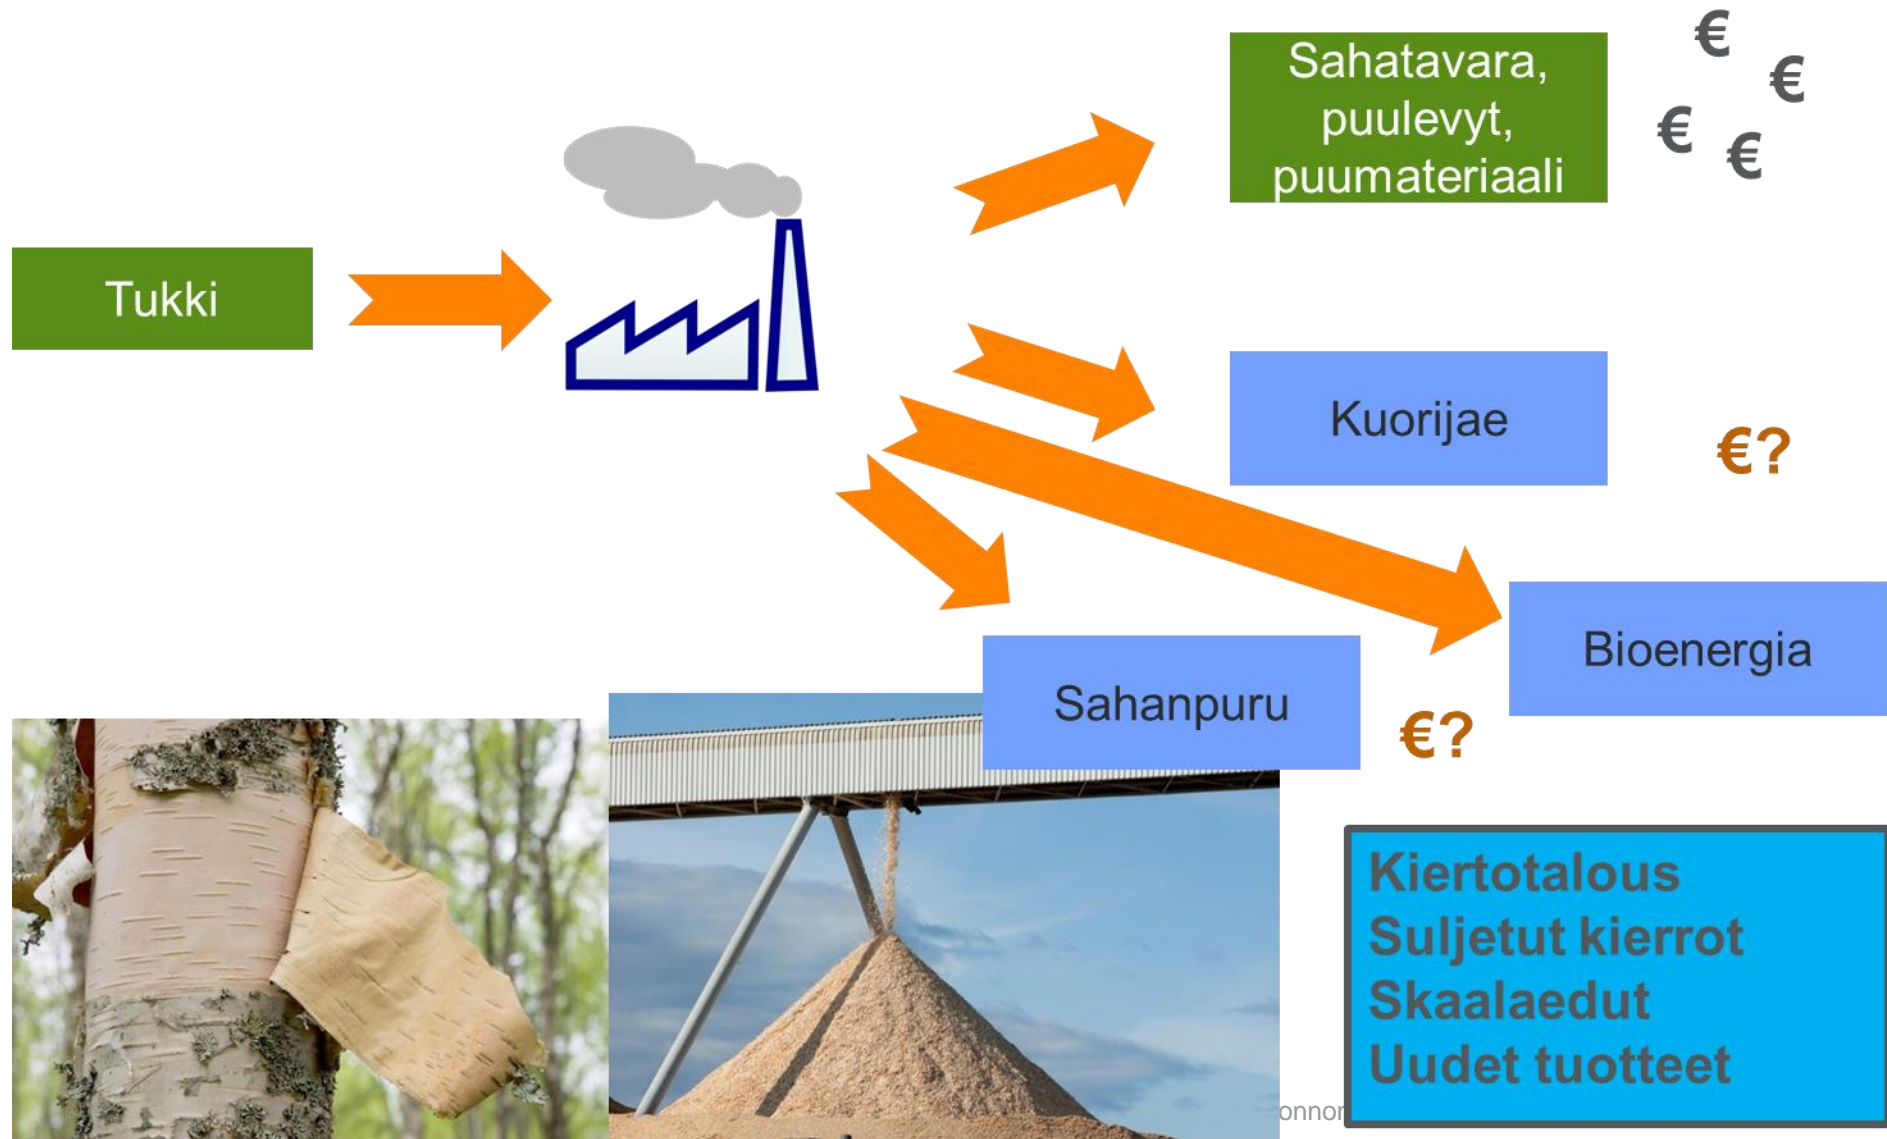 €
€
€
€
Sahatavara,
puulevyt,
puumateriaali
Tukki
Kuorijae
€?
Bioenergia
Sahanpuru
€?
Kiertotalous
Suljetut kierrot
Skaalaedut
Uudet tuotteet